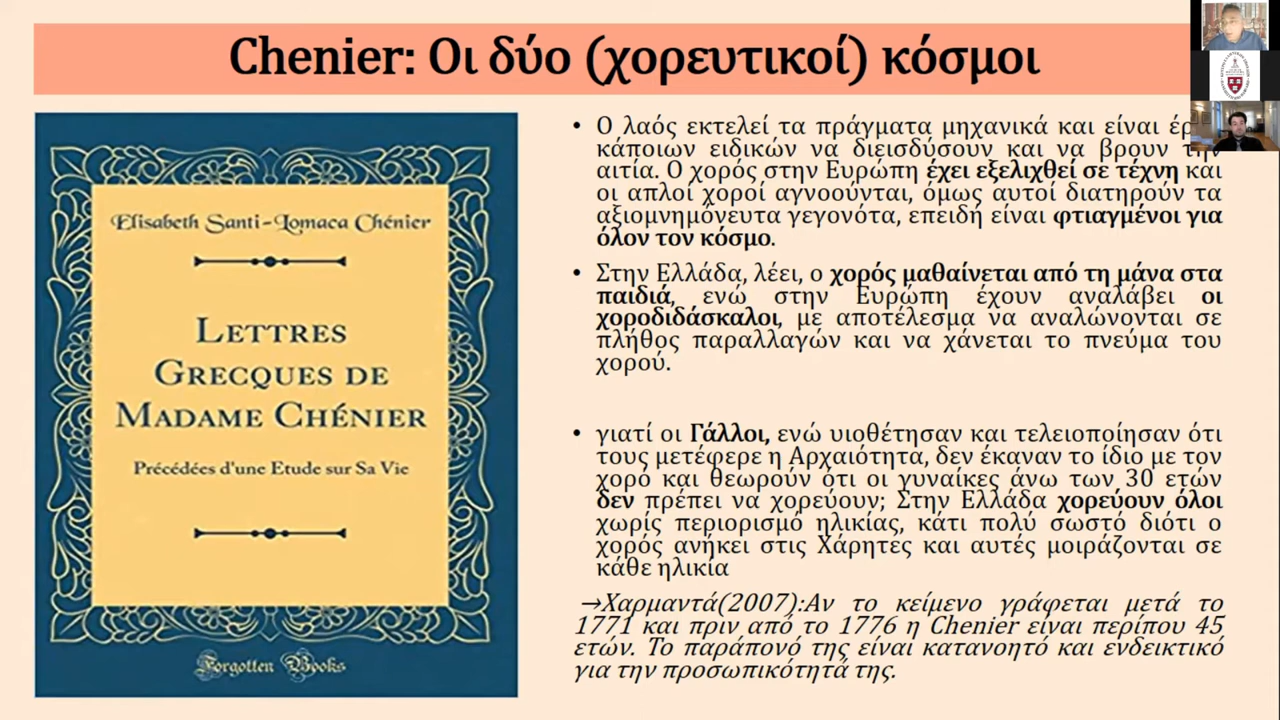 Chenier: Οι δύο (χορευτικοί) κόσμοι
Elisabeth Santi-Lomaca Chénier
LETTRES
GRECQUES DE
MADAME CHÉNIER
Précédées d'une Etude sur Sa Vie
Forgotten Books
• Ο λαός εκτελεί τα πράγματα μηχανικά και είναι
κάποιων ειδικών να διεισδύσουν και να βρουν την
αιτία. Ο χορός στην Ευρώπη έχει εξελιχθεί σε τέχνη και
οι απλοί χοροί αγνοούνται, όμως αυτοί διατηρούν τα
αξιομνημόνευτα γεγονότα, επειδή είναι φτιαγμένοι για
όλον τον κόσμο.
• Στην Ελλάδα, λέει, ο χορός μαθαίνεται από τη μάνα στα
παιδιά, ενώ στην Ευρώπη έχουν αναλάβει οι
χοροδιδάσκαλοι, με αποτέλεσμα να αναλώνονται σε
πλήθος παραλλαγών και να χάνεται το πνεύμα του
χορού.
• γιατί οι Γάλλοι, ενώ υιοθέτησαν και τελειοποίησαν ότι
τους μετέφερε η Αρχαιότητα, δεν έκαναν το ίδιο με τον
χορό και θεωρούν ότι οι γυναίκες άνω των 30 ετών
δεν πρέπει να χορεύουν; Στην Ελλάδα χορεύουν όλοι
χωρίς περιορισμό ηλικίας, κάτι πολύ σωστό διότι ο
χορός ανήκει στις Χάρητες και αυτές μοιράζονται σε
κάθε ηλικία
→Χαρμαντά(2007):Αν το κείμενο γράφεται μετά το
1771 και πριν από το 1776 η Chenier είναι περίπου 45
ετών. Το παράπονό της είναι κατανοητό και ενδεικτικό
για την προσωπικότητά της.